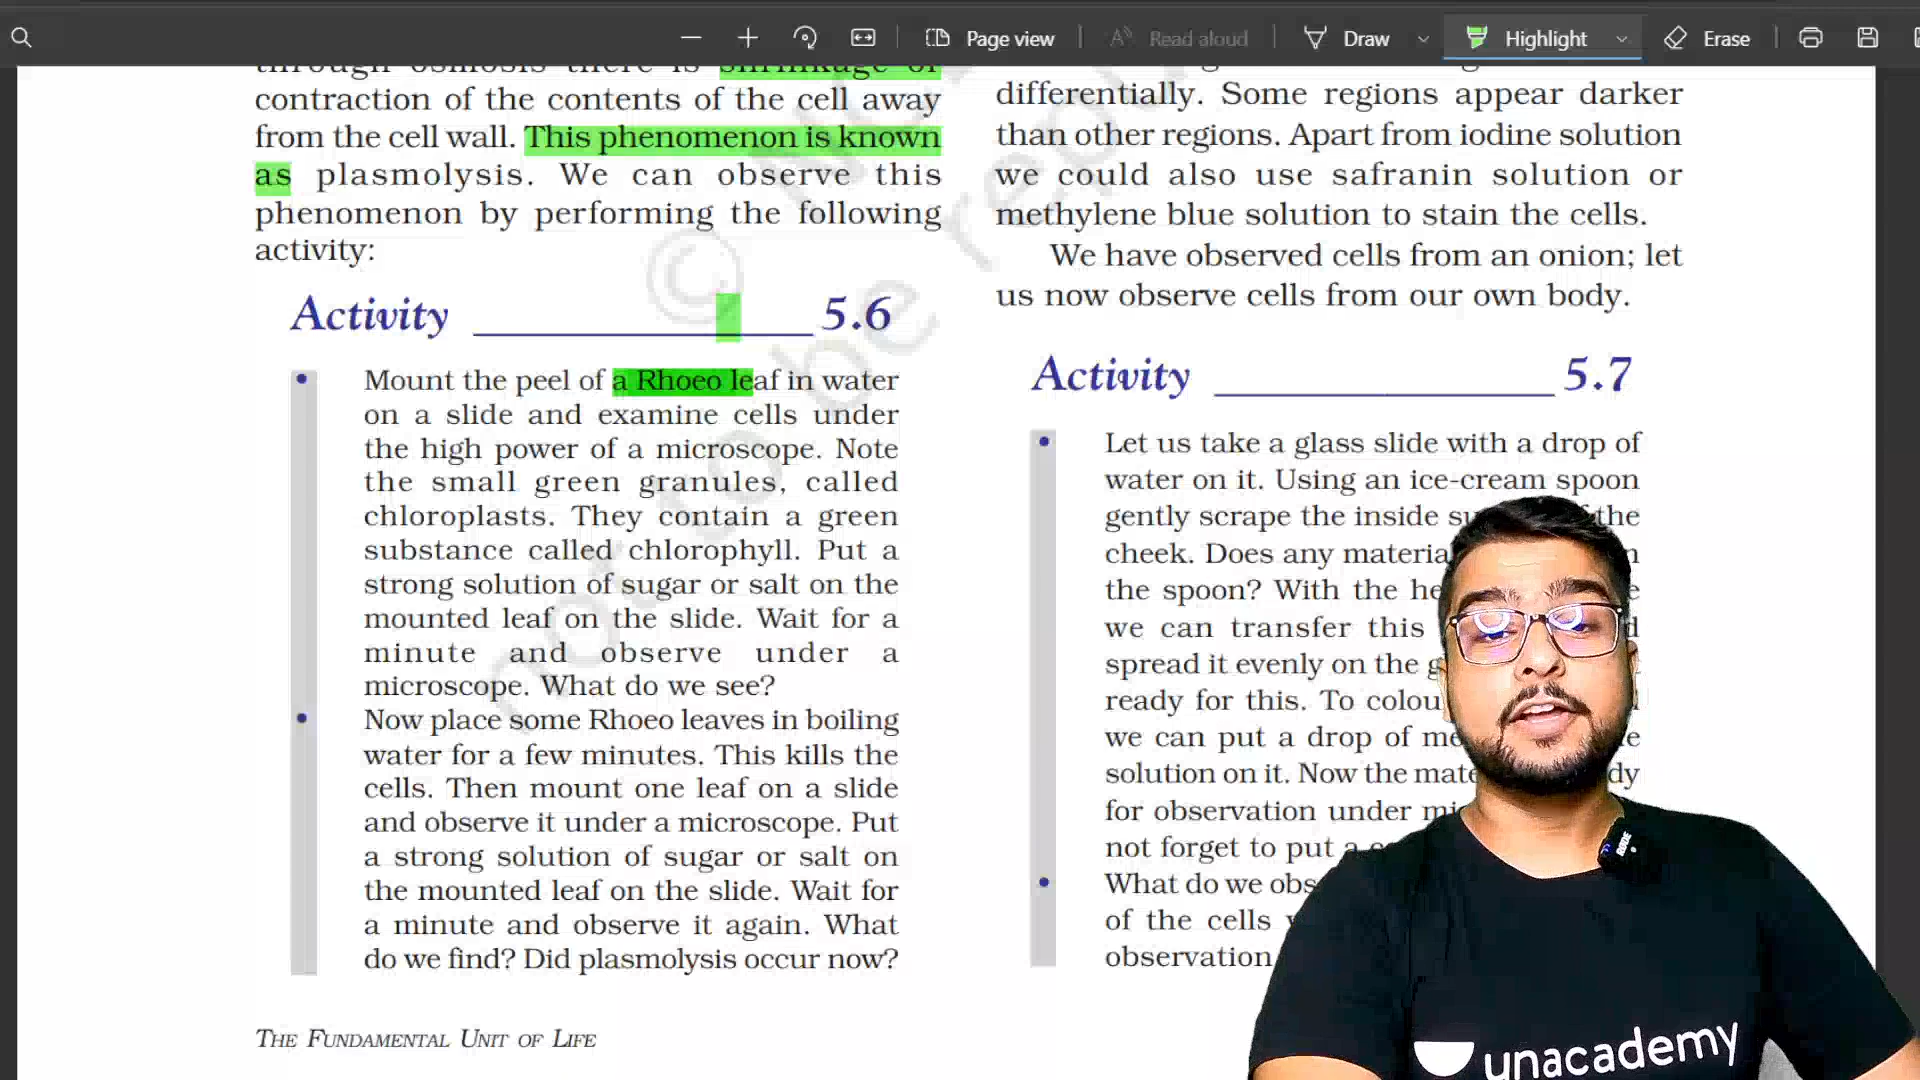 Page view
Read aloud
Draw
Highlight
Erase
through osmosis there is shrinkage or
contraction of the contents of the cell away
from the cell wall. This phenomenon is known
as plasmolysis. We can observe this
phenomenon by performing the following
activity:
Activity 5.6
• Mount the peel of a Rhoeo leaf in water
on a slide and examine cells under
the high power of a microscope. Note
the small green granules, called
chloroplasts. They contain a green
substance called chlorophyll. Put a
strong solution of sugar or salt on the
mounted leaf on the slide. Wait for a
minute and observe under a
microscope. What do we see?
• Now place some Rhoeo leaves in boiling
water for a few minutes. This kills the
cells. Then mount one leaf on a slide
and observe it under a microscope. Put
a strong solution of sugar or salt on
the mounted leaf on the slide. Wait for
a minute and observe it again. What
do we find? Did plasmolysis occur now?
THE FUNDAMENTAL UNIT OF LIFE
differentially. Some regions appear darker
than other regions. Apart from iodine solution
we could also use safranin solution or
methylene blue solution to stain the cells.
We have observed cells from an onion; let
us now observe cells from our own body.
Activity 5.7
• Let us take a glass slide with a drop of
water on it. Using an ice-cream spoon
gently scrape the inside the
cheek. Does any
the spoon? With the
we can transfer this
spread it evenly on the
ready for this. To
we can put a drop of
solution on it. Now the
for observation under
not forget to put a
• What do we
of the cells
observation
© not to be
RODE
unacademy